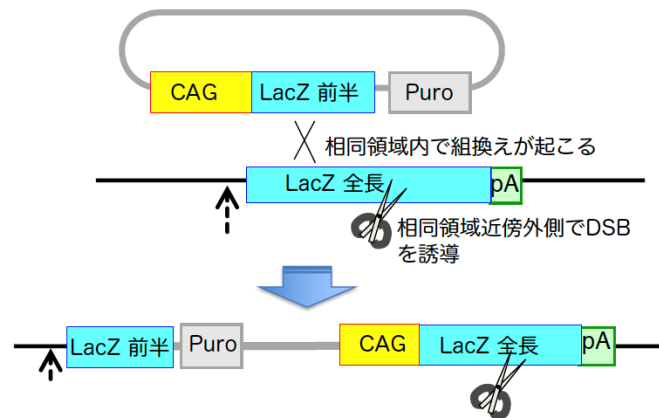 CAG
LacZ 前半
Puro
相同領域内で組換えが起こる
LacZ 全長
pA
相同領域近傍外側でDSB
を誘導
LacZ 前半
Puro
CAG
LacZ 全長
pA